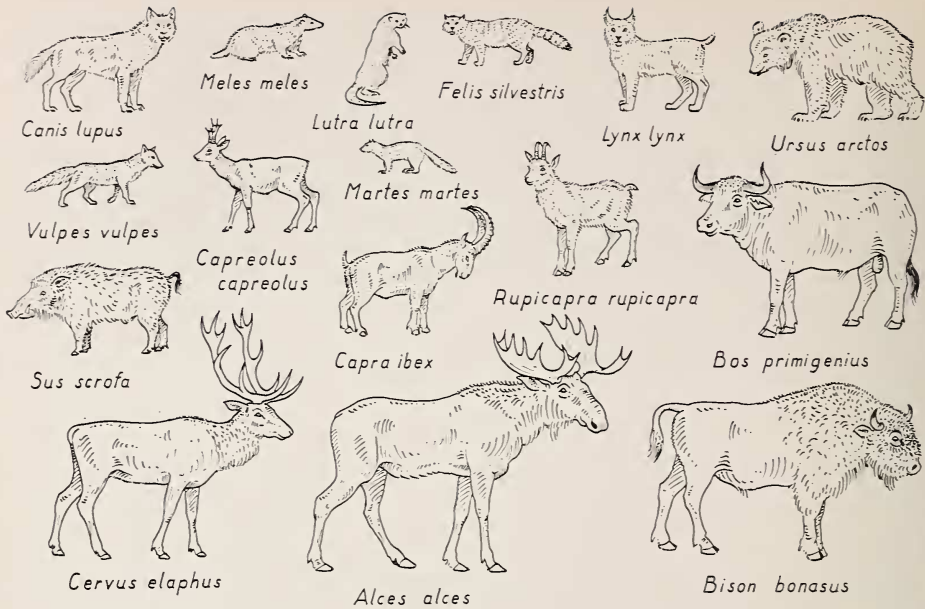 Canis lupus
Meles meles
Lutra lutra
Felis silvestris
Lynx lynx
Ursus arctos
Vulpes vulpes
Capreolus
capreolus
Martes martes
Rupicapra rupicapra
Sus scrofa
Capra ibex
Bos primigenius
Cervus elaphus
Alces alces
Bison bonasus